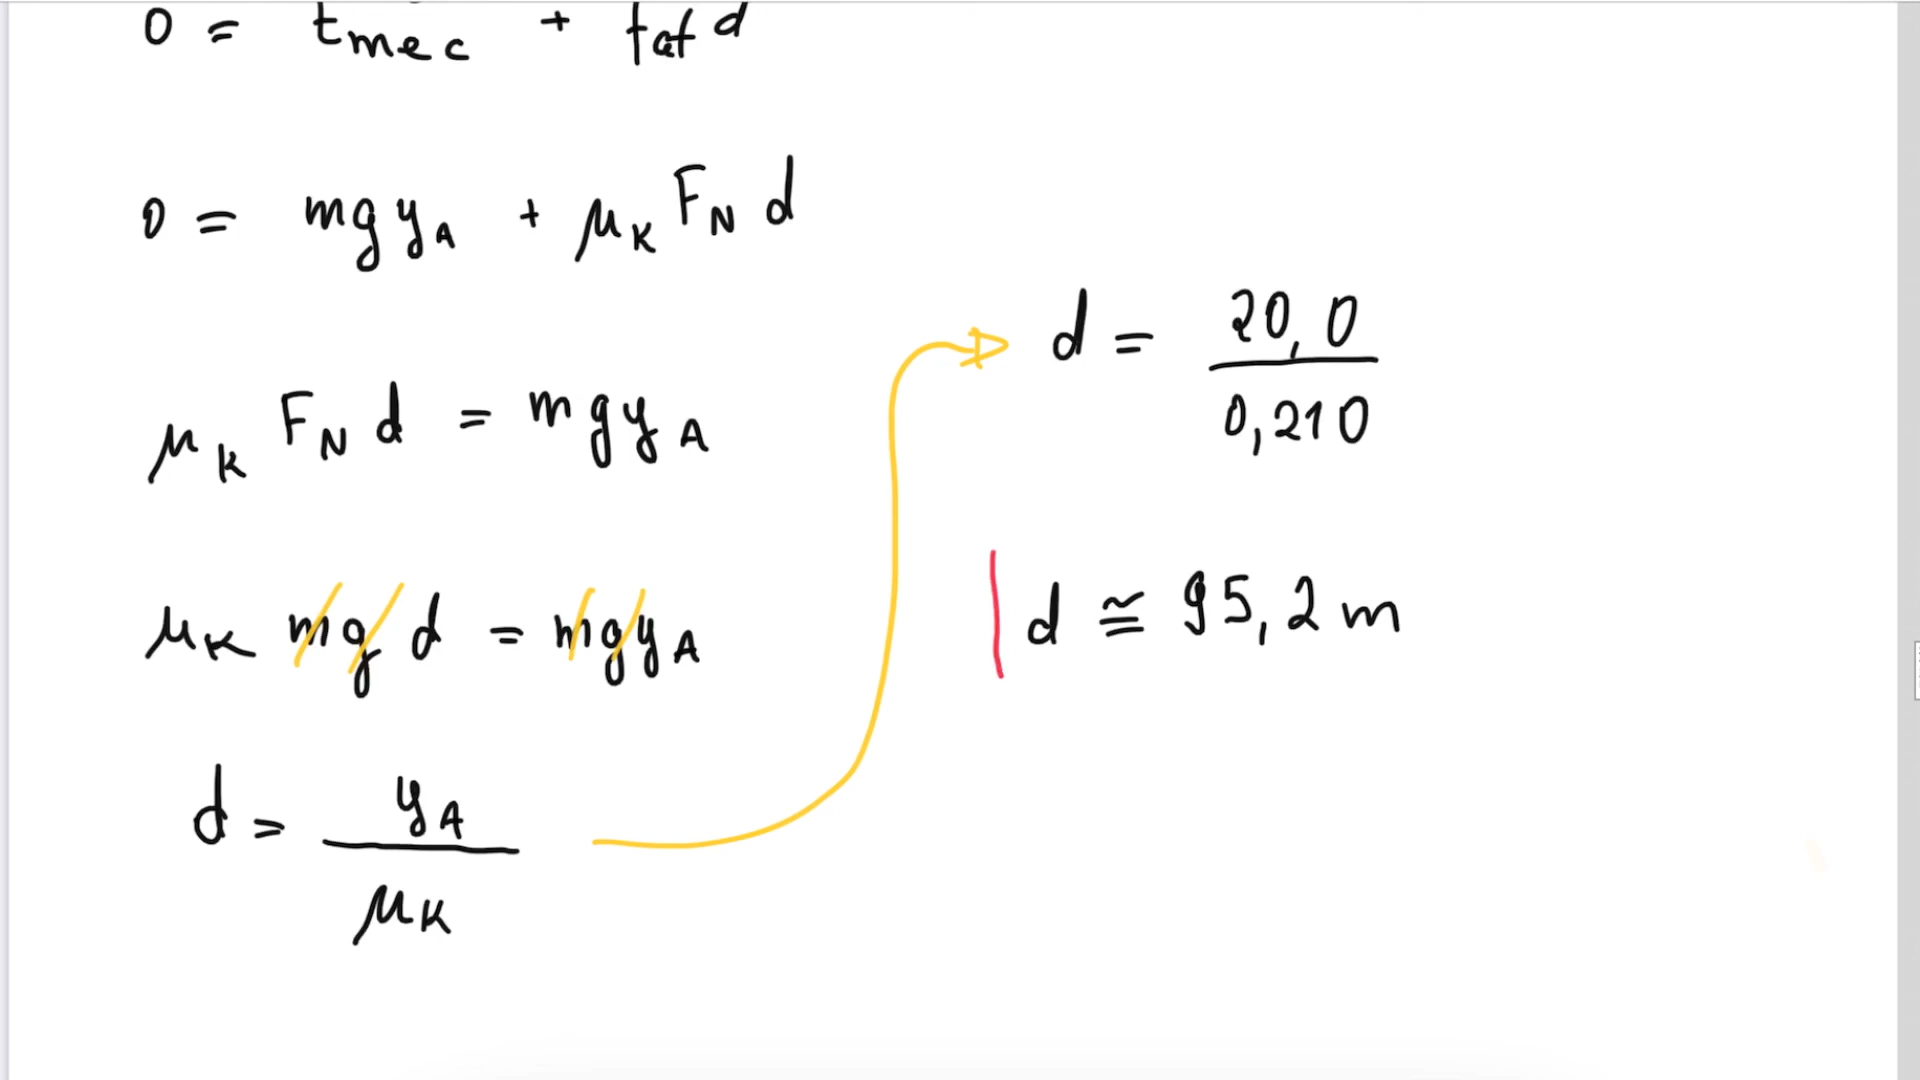 0 = Emec + fat d
0 = mgyA + μK FN d
μK FN d = mgyA
μK mg d = mgyA
d = yA / μK
d = 20,0 / 0,210
d ≅ 95,2 m